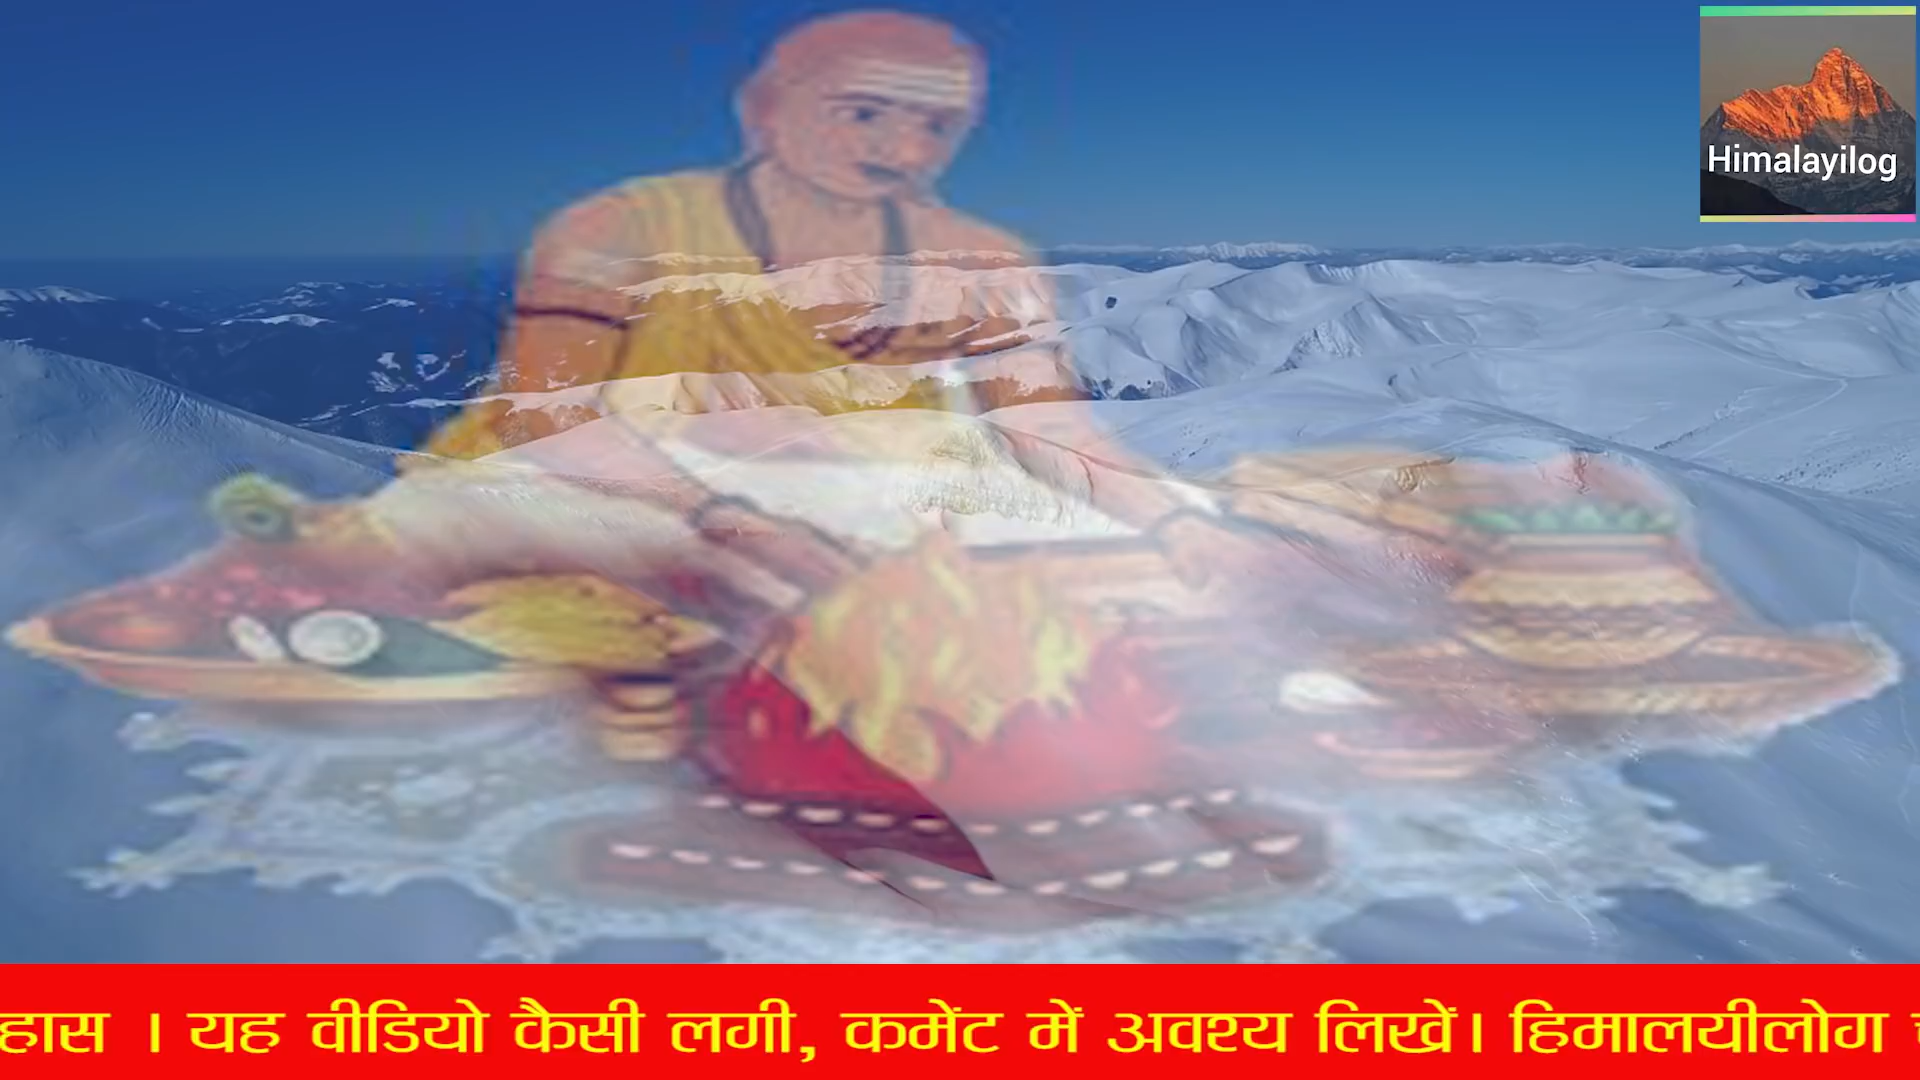 Himalayilog
हास । यह वीडियो कैसी लगी, कमेंट में अवश्य लिखें। हिमालयीलोग